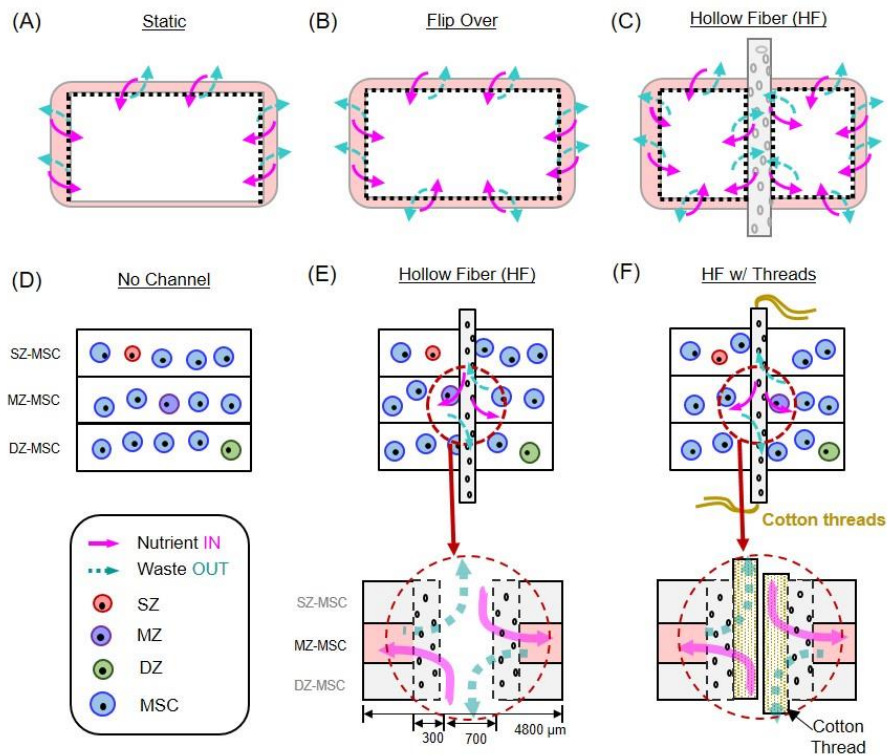 (A)
Static
(B)
Flip Over
(C)
Hollow Fiber (HF)
(D)
No Channel
SZ-MSC
MZ-MSC
DZ-MSC
(E)
Hollow Fiber (HF)
(F)
HF w/ Threads
Cotton threads
Nutrient IN
Waste OUT
SZ
MZ
DZ
MSC
SZ-MSC
MZ-MSC
DZ-MSC
300
700
4800 µm
Cotton
Thread